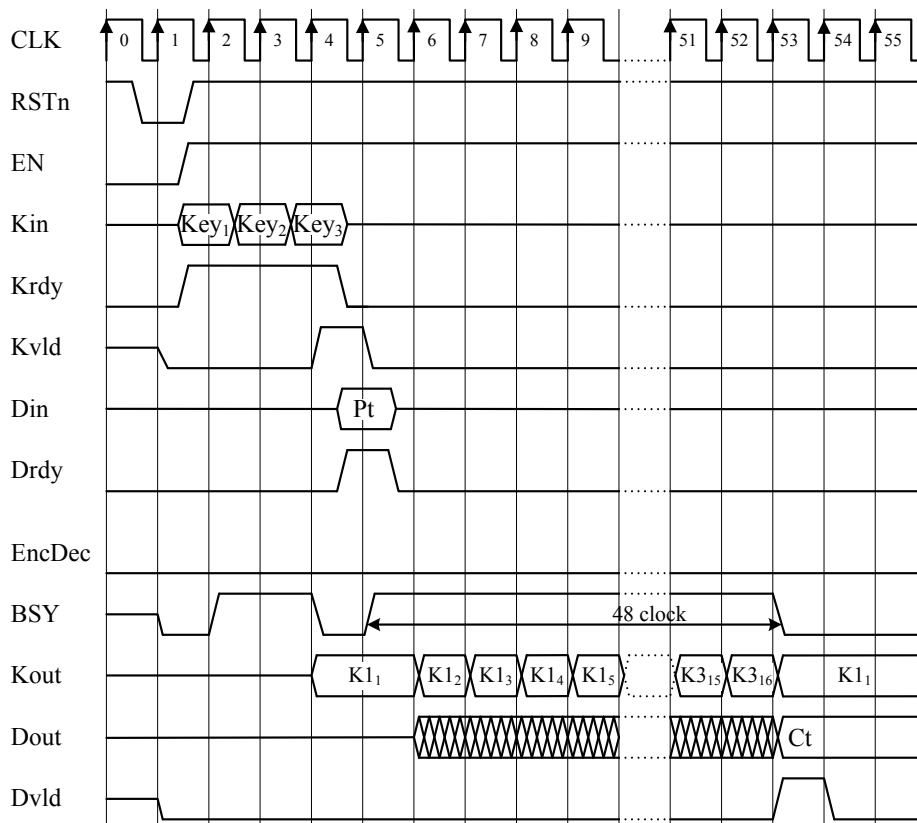 CLK 0 1 2 3 4 5 6 7 8 9 51 52 53 54 55
RSTn
EN
Kin Key₁ Key₂ Key₃
Krdy
Kvld
Din Pt
Drdy
EncDec
BSY 48 clock
Kout K1₁ K1₂ K1₃ K1₄ K1₅ K3₁₅ K3₁₆ K1₁
Dout Ct
Dvld